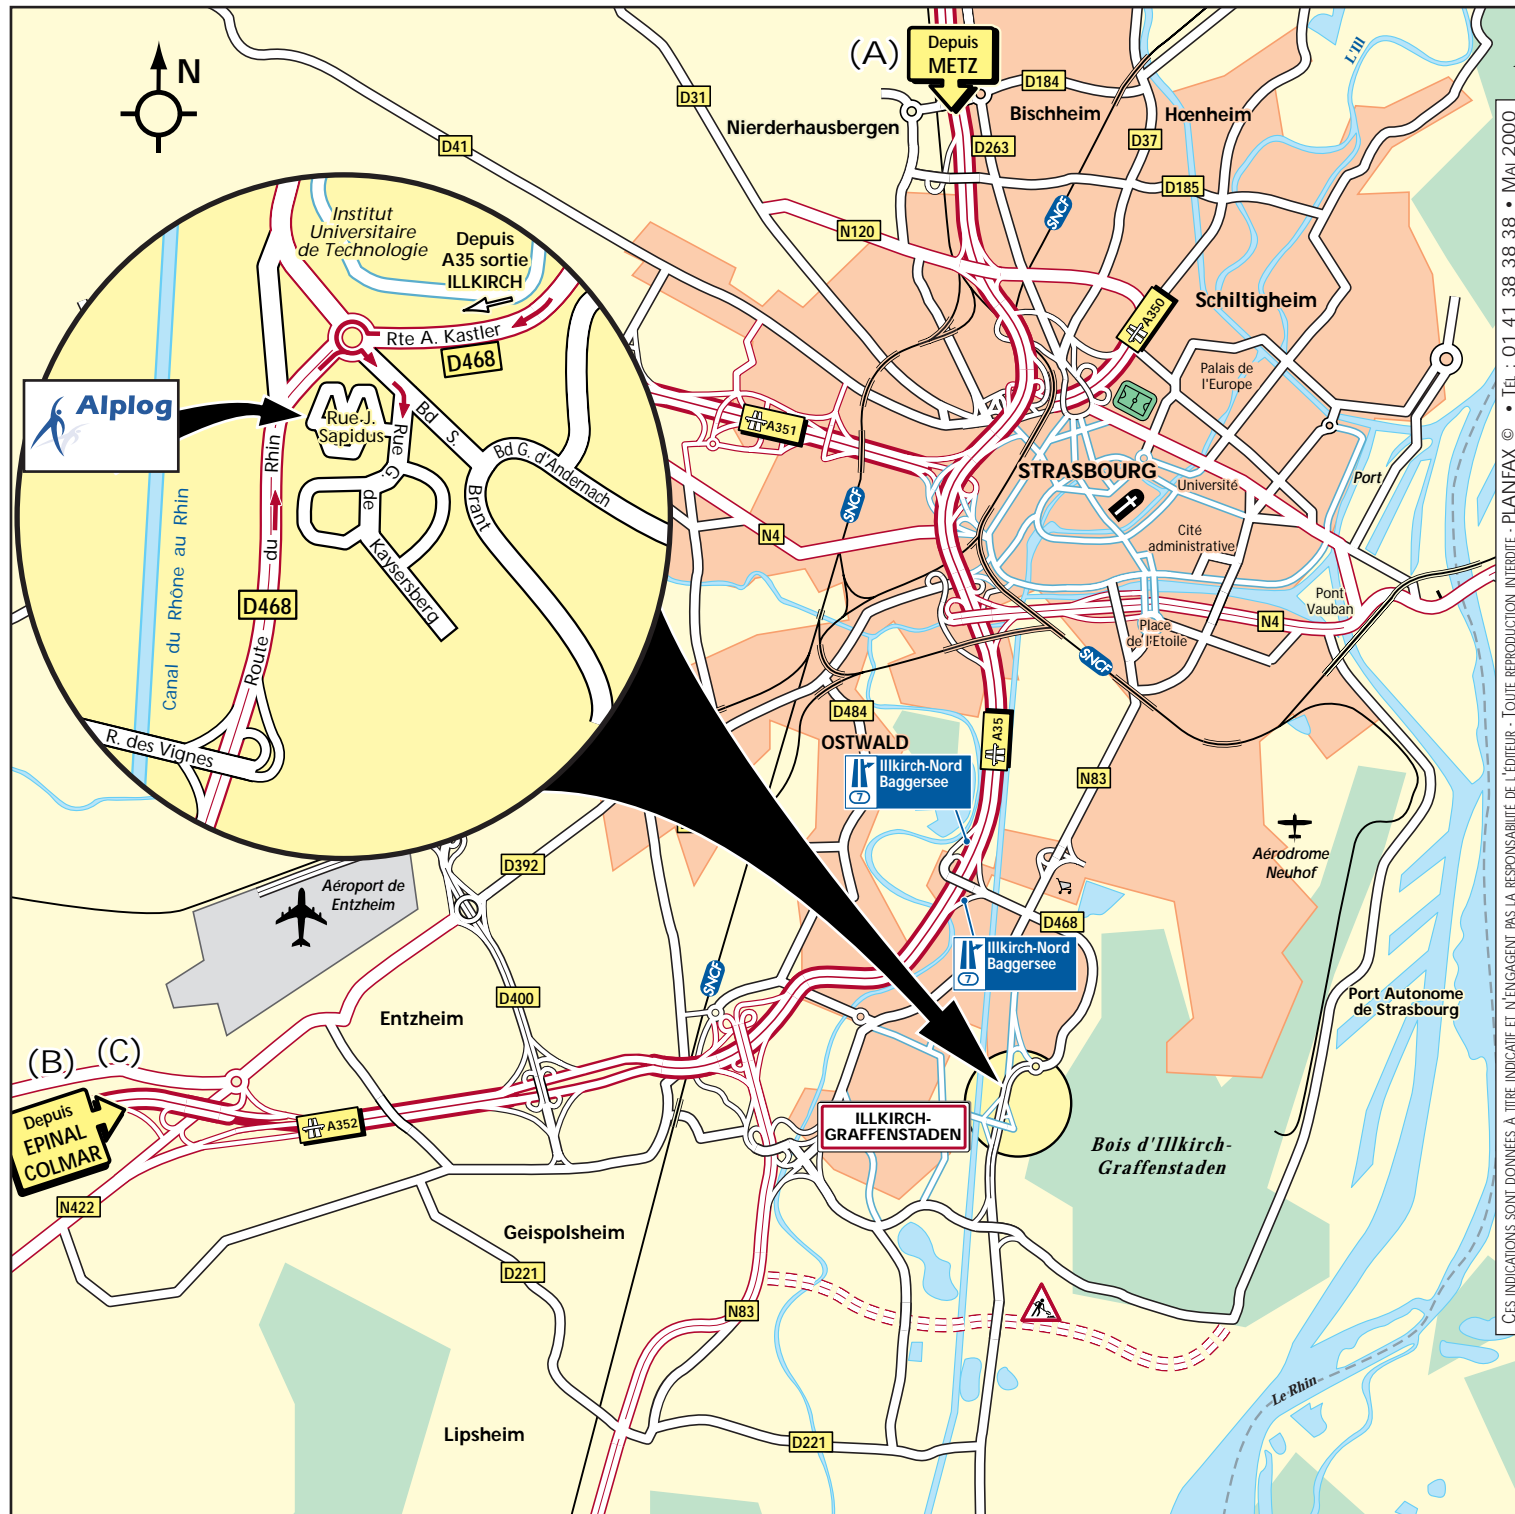 (A)
Depuis
METZ
N
D31
D41
D184
Bischheim
Hœnheim
Nierderhausbergen
D263
D37
D185
L'Ill
SNCF
N120
Schiltigheim
A350
Palais de
l'Europe
A351
STRASBOURG
Université
Port
Cité
administrative
SNCF
N4
Pont
Vauban
N4
Place
de l'Etoile
SNCF
Institut
Universitaire
de Technologie
Depuis
A35 sortie
ILLKIRCH
Rte A. Kastler
D468
Alplog
Rue J.
Sapidus
Bd S. Brant
Bd G. d'Andernach
Rue G. de Kaysersberg
Route du Rhin
D468
Canal du Rhône au Rhin
R. des Vignes
D484
OSTWALD
A35
Illkirch-Nord
Baggersee
7
N83
Aérodrome
Neuhof
D392
Aéroport de
Entzheim
D468
Illkirch-Nord
Baggersee
7
SNCF
D400
Entzheim
Port Autonome
de Strasbourg
(B)
(C)
Depuis
EPINAL
COLMAR
A352
ILLKIRCH-
GRAFFENSTADEN
Bois d'Illkirch-
Graffenstaden
N422
Geispolsheim
D221
N83
Le Rhin
Lipsheim
D221
CES INDICATIONS SONT DONNÉES À TITRE INDICATIF ET N'ENGAGENT PAS LA RESPONSABILITÉ DE L'ÉDITEUR - TOUTE REPRODUCTION INTERDITE - PLANFAX © • TÉL : 01 41 38 38 38 • MAI 2000